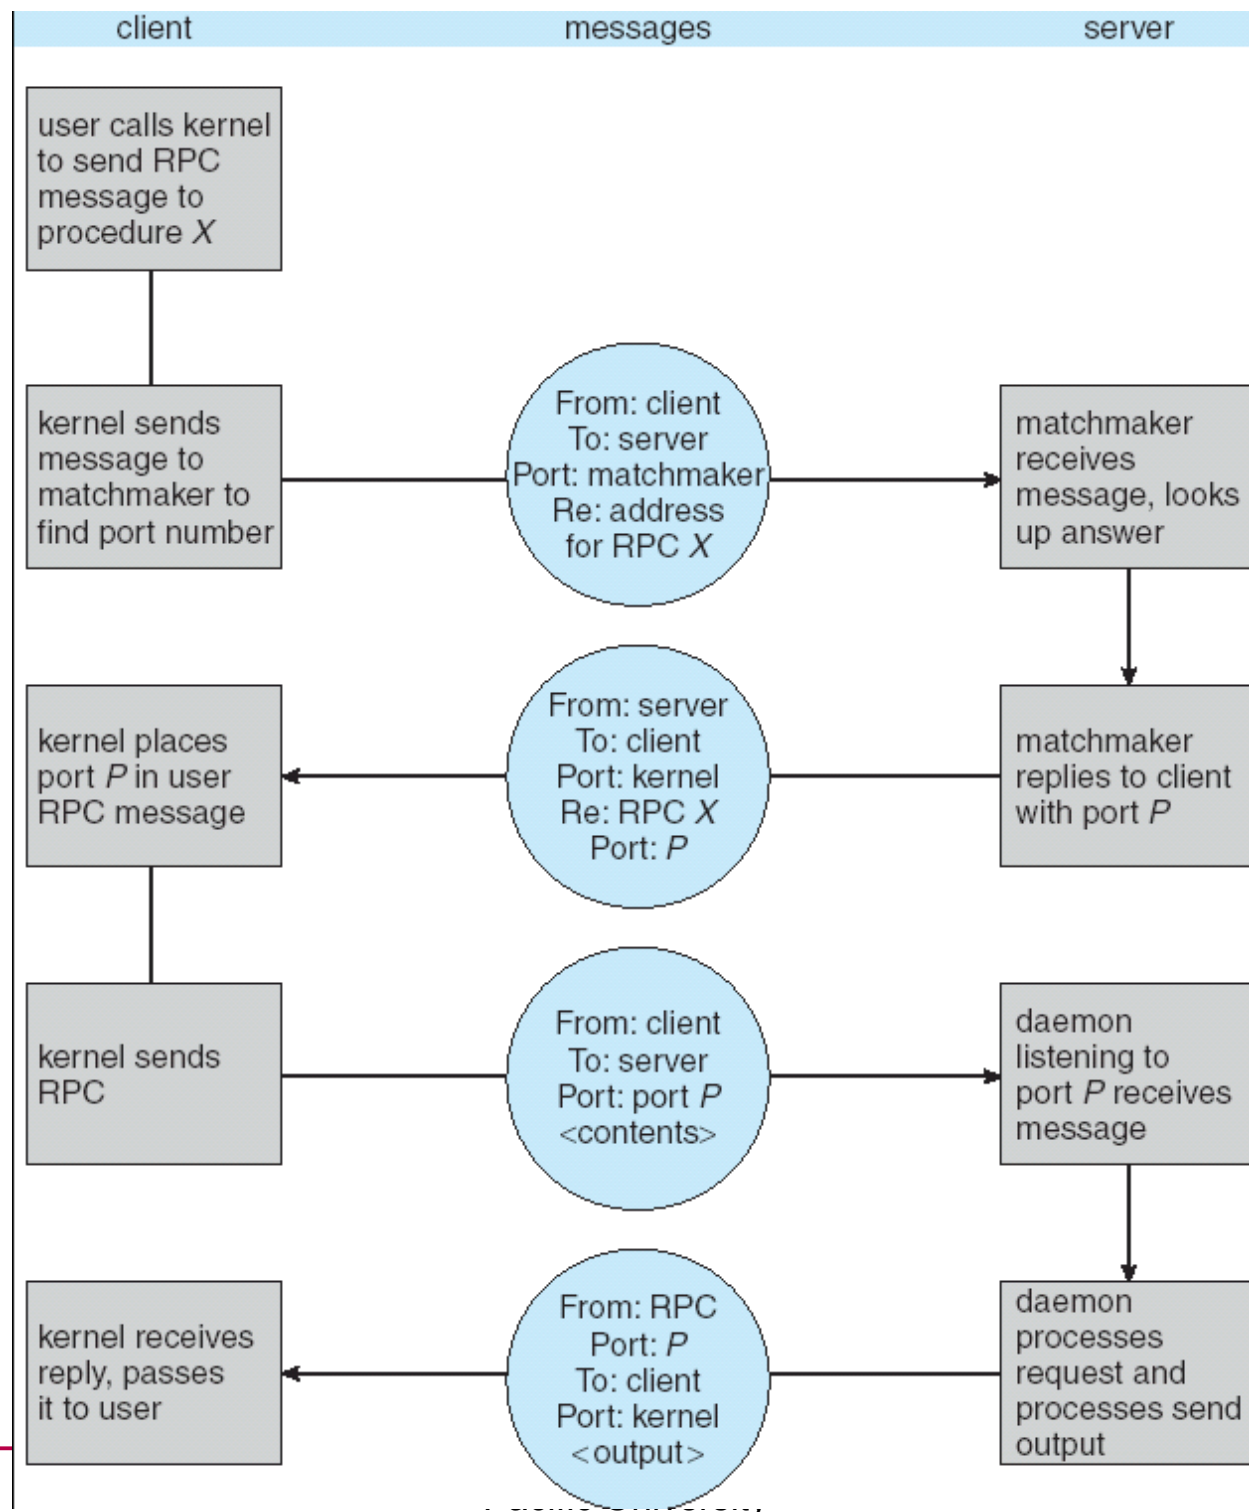 client
messages
server
user calls kernel
to send RPC
message to
procedure X
kernel sends
message to
matchmaker to
find port number
From: client
To: server
Port: matchmaker
Re: address
for RPC X
matchmaker
receives
message, looks
up answer
kernel places
port P in user
RPC message
From: server
To: client
Port: kernel
Re: RPC X
Port: P
matchmaker
replies to client
with port P
kernel sends
RPC
From: client
To: server
Port: port P
<contents>
daemon
listening to
port P receives
message
kernel receives
reply, passes
it to user
From: RPC
Port: P
To: client
Port: kernel
<output>
daemon
processes
request and
processes send
output